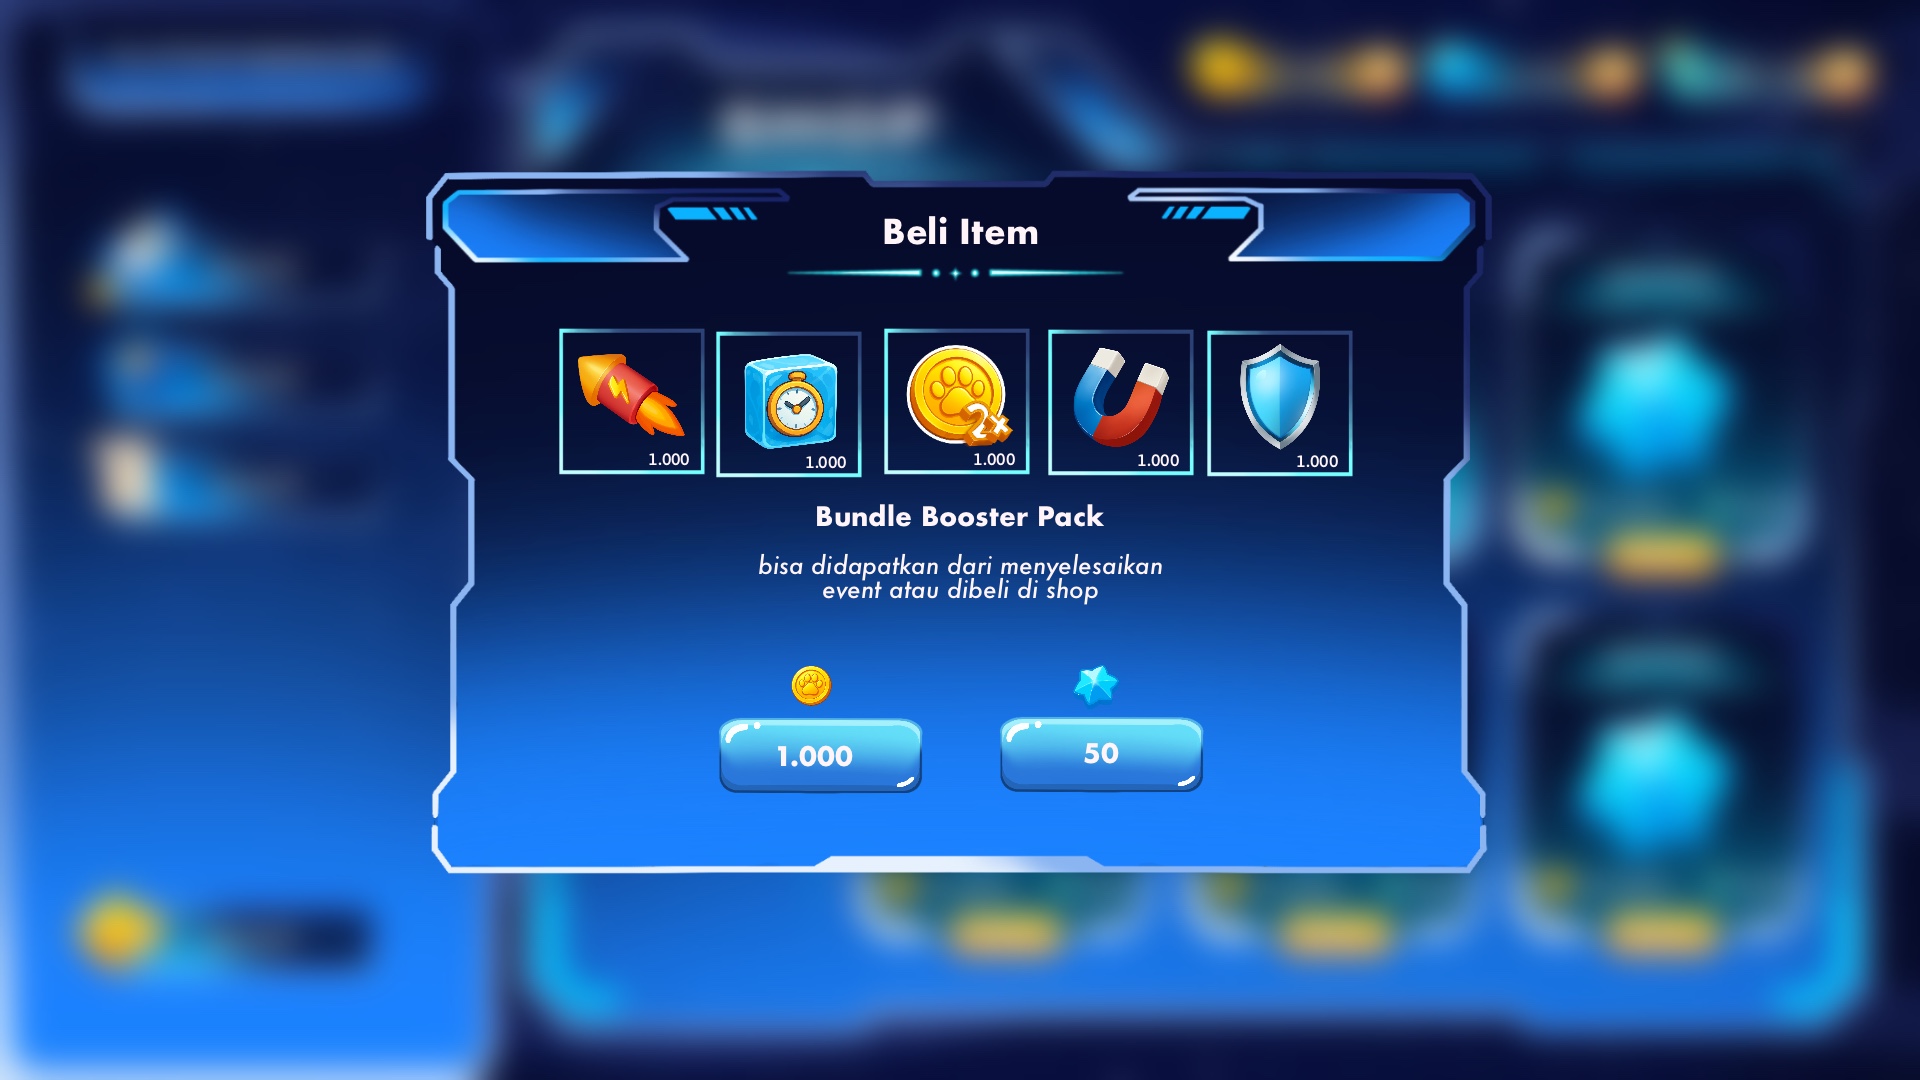 Beli Item
1.000
1.000
2x
1.000
1.000
1.000
Bundle Booster Pack
bisa didapatkan dari menyelesaikan
event atau dibeli di shop
1.000
50